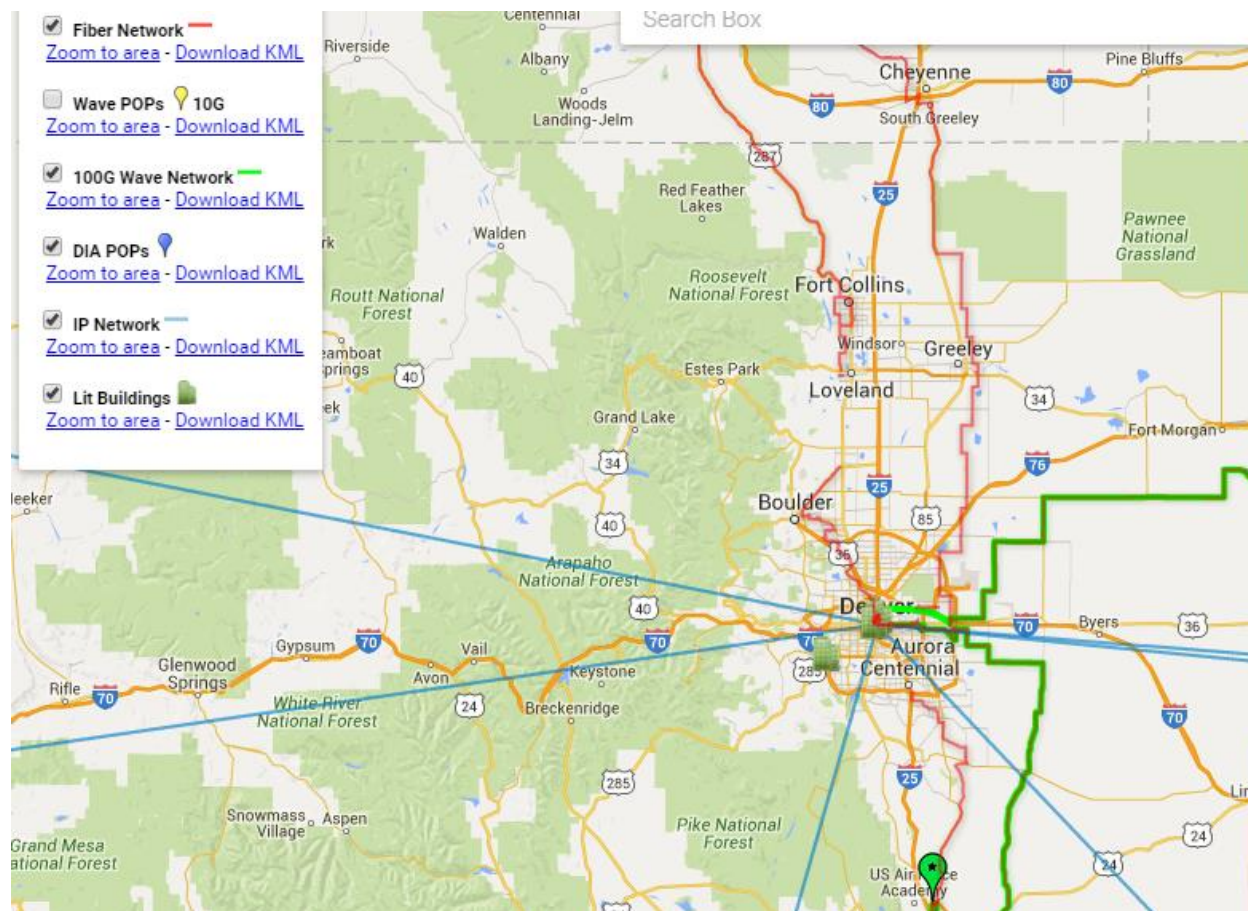 Fiber Network
Zoom to area - Download KML
Wave POPs 10G
Zoom to area - Download KML
100G Wave Network
Zoom to area - Download KML
DIA POPs
Zoom to area - Download KML
IP Network
Zoom to area - Download KML
Lit Buildings
Zoom to area - Download KML
Search Box
Centennial
Riverside
Albany
Woods
Landing-Jelm
Cheyenne
Pine Bluffs
80
80
South Greeley
287
Red Feather
Lakes
25
Walden
Pawnee
National
Grassland
Routt National
Forest
Roosevelt
National Forest
Fort Collins
Windsor
Greeley
Loveland
Estes Park
40
34
Grand Lake
Fort Morgan
34
76
25
Boulder
85
40
36
Arapaho
National Forest
40
Denver
70
70
70
70
Byers
36
Gypsum
Vail
Aurora
Centennial
285
Glenwood
Springs
Avon
Keystone
Rifle
70
24
White River
National Forest
Breckenridge
70
25
285
Snowmass
Village
Aspen
Pike National
Forest
24
24
Grand Mesa
US Air Force
Academy